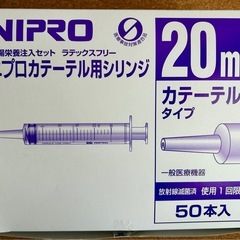 NIPRO
腸栄養注入セット ラテックスフリー
ニプロカテーテル用シリンジ
20m
カテーテル
タイプ
一般医療機器
放射線滅菌済 使用1回限
50本入